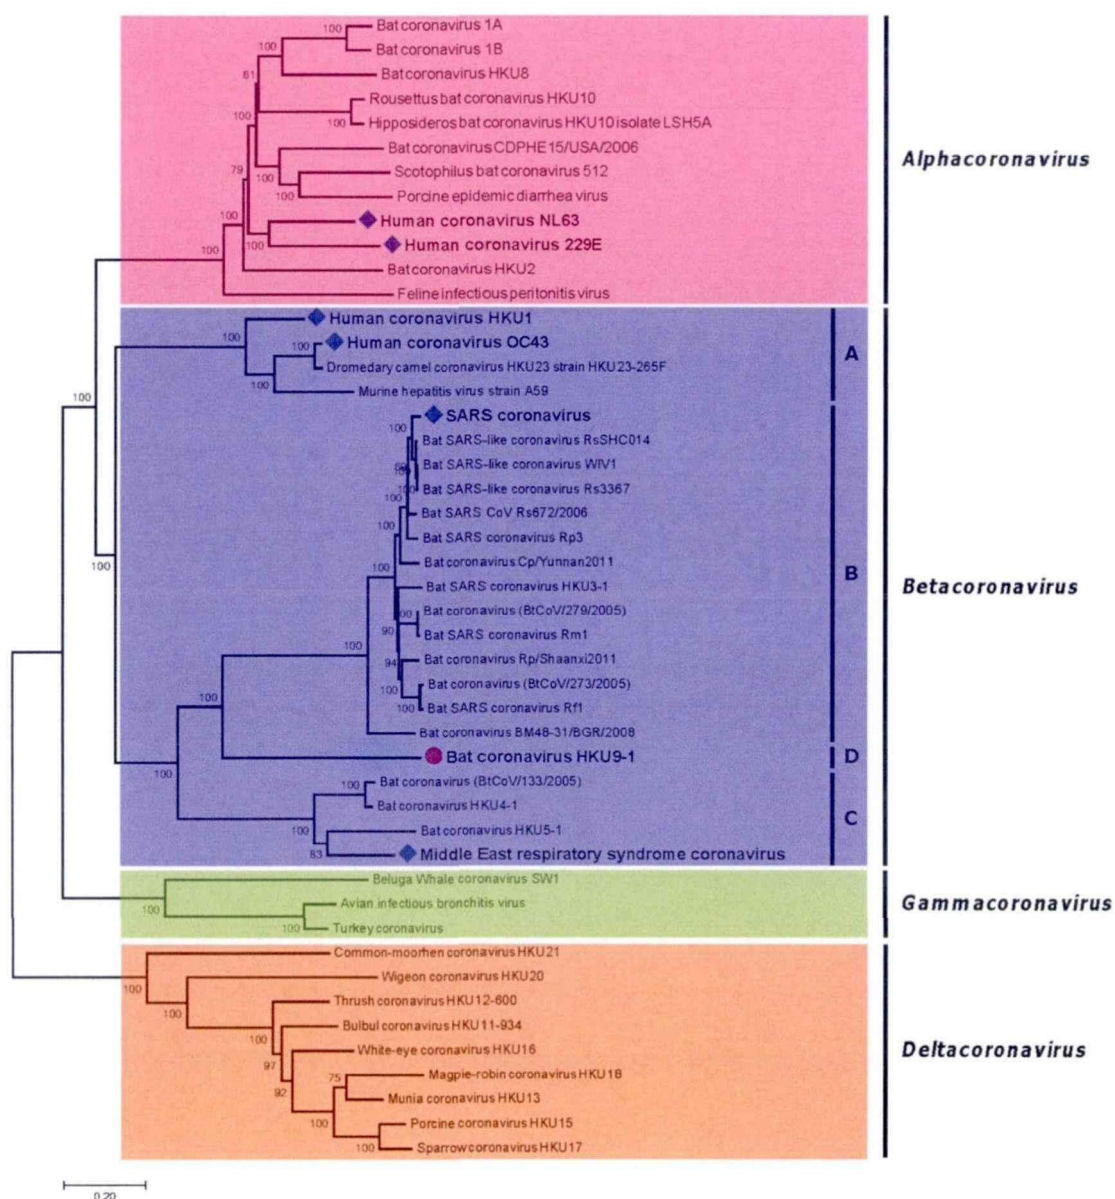 100
Bat coronavirus 1A
100
Bat coronavirus 1B
61
Bat coronavirus HKU8
Rousettus bat coronavirus HKU10
100
100
Hipposideros bat coronavirus HKU10 isolate LSH5A
Bat coronavirus CDPHE15/USA/2006
Alphacoronavirus
79
100
Scotophilus bat coronavirus 512
100
Porcine epidemic diarrhea virus
100
Human coronavirus NL63
100
100
Human coronavirus 229E
Bat coronavirus HKU2
Feline infectious peritonitis virus
Human coronavirus HKU1
100
100
Human coronavirus OC43
A
Dromedary camel coronavirus HKU23 strain HKU23-265F
100
Murine hepatitis virus strain A59
100
SARS coronavirus
100
Bat SARS-like coronavirus RsSHC014
Bat SARS-like coronavirus WIV1
100
Bat SARS-like coronavirus Rs3367
100
Bat SARS CoV Rs672/2006
100
Bat SARS coronavirus Rp3
100
Bat coronavirus Cp/Yunnan2011
100
B
Bat SARS coronavirus HKU3-1
Betacoronavirus
Bat coronavirus (BtCoV/279/2005)
90
Bat SARS coronavirus Rm1
100
94
Bat coronavirus Rp/Shaanxi2011
100
Bat coronavirus (BtCoV/273/2005)
100
100
Bat SARS coronavirus Rf1
Bat coronavirus BM48-31/BGR/2008
Bat coronavirus HKU9-1
D
100
100
Bat coronavirus (BtCoV/133/2005)
Bat coronavirus HKU4-1
C
100
Bat coronavirus HKU5-1
83
Middle East respiratory syndrome coronavirus
Beluga Whale coronavirus SW1
100
Avian infectious bronchitis virus
Gammacoronavirus
100
Turkey coronavirus
Common-moorhen coronavirus HKU21
100
Wigeon coronavirus HKU20
100
Thrush coronavirus HKU12-600
100
Bulbul coronavirus HKU11-934
97
White-eye coronavirus HKU16
Deltacoronavirus
92
75
Magpie-robin coronavirus HKU18
Munia coronavirus HKU13
100
Porcine coronavirus HKU15
100
Sparrow coronavirus HKU17
0.20